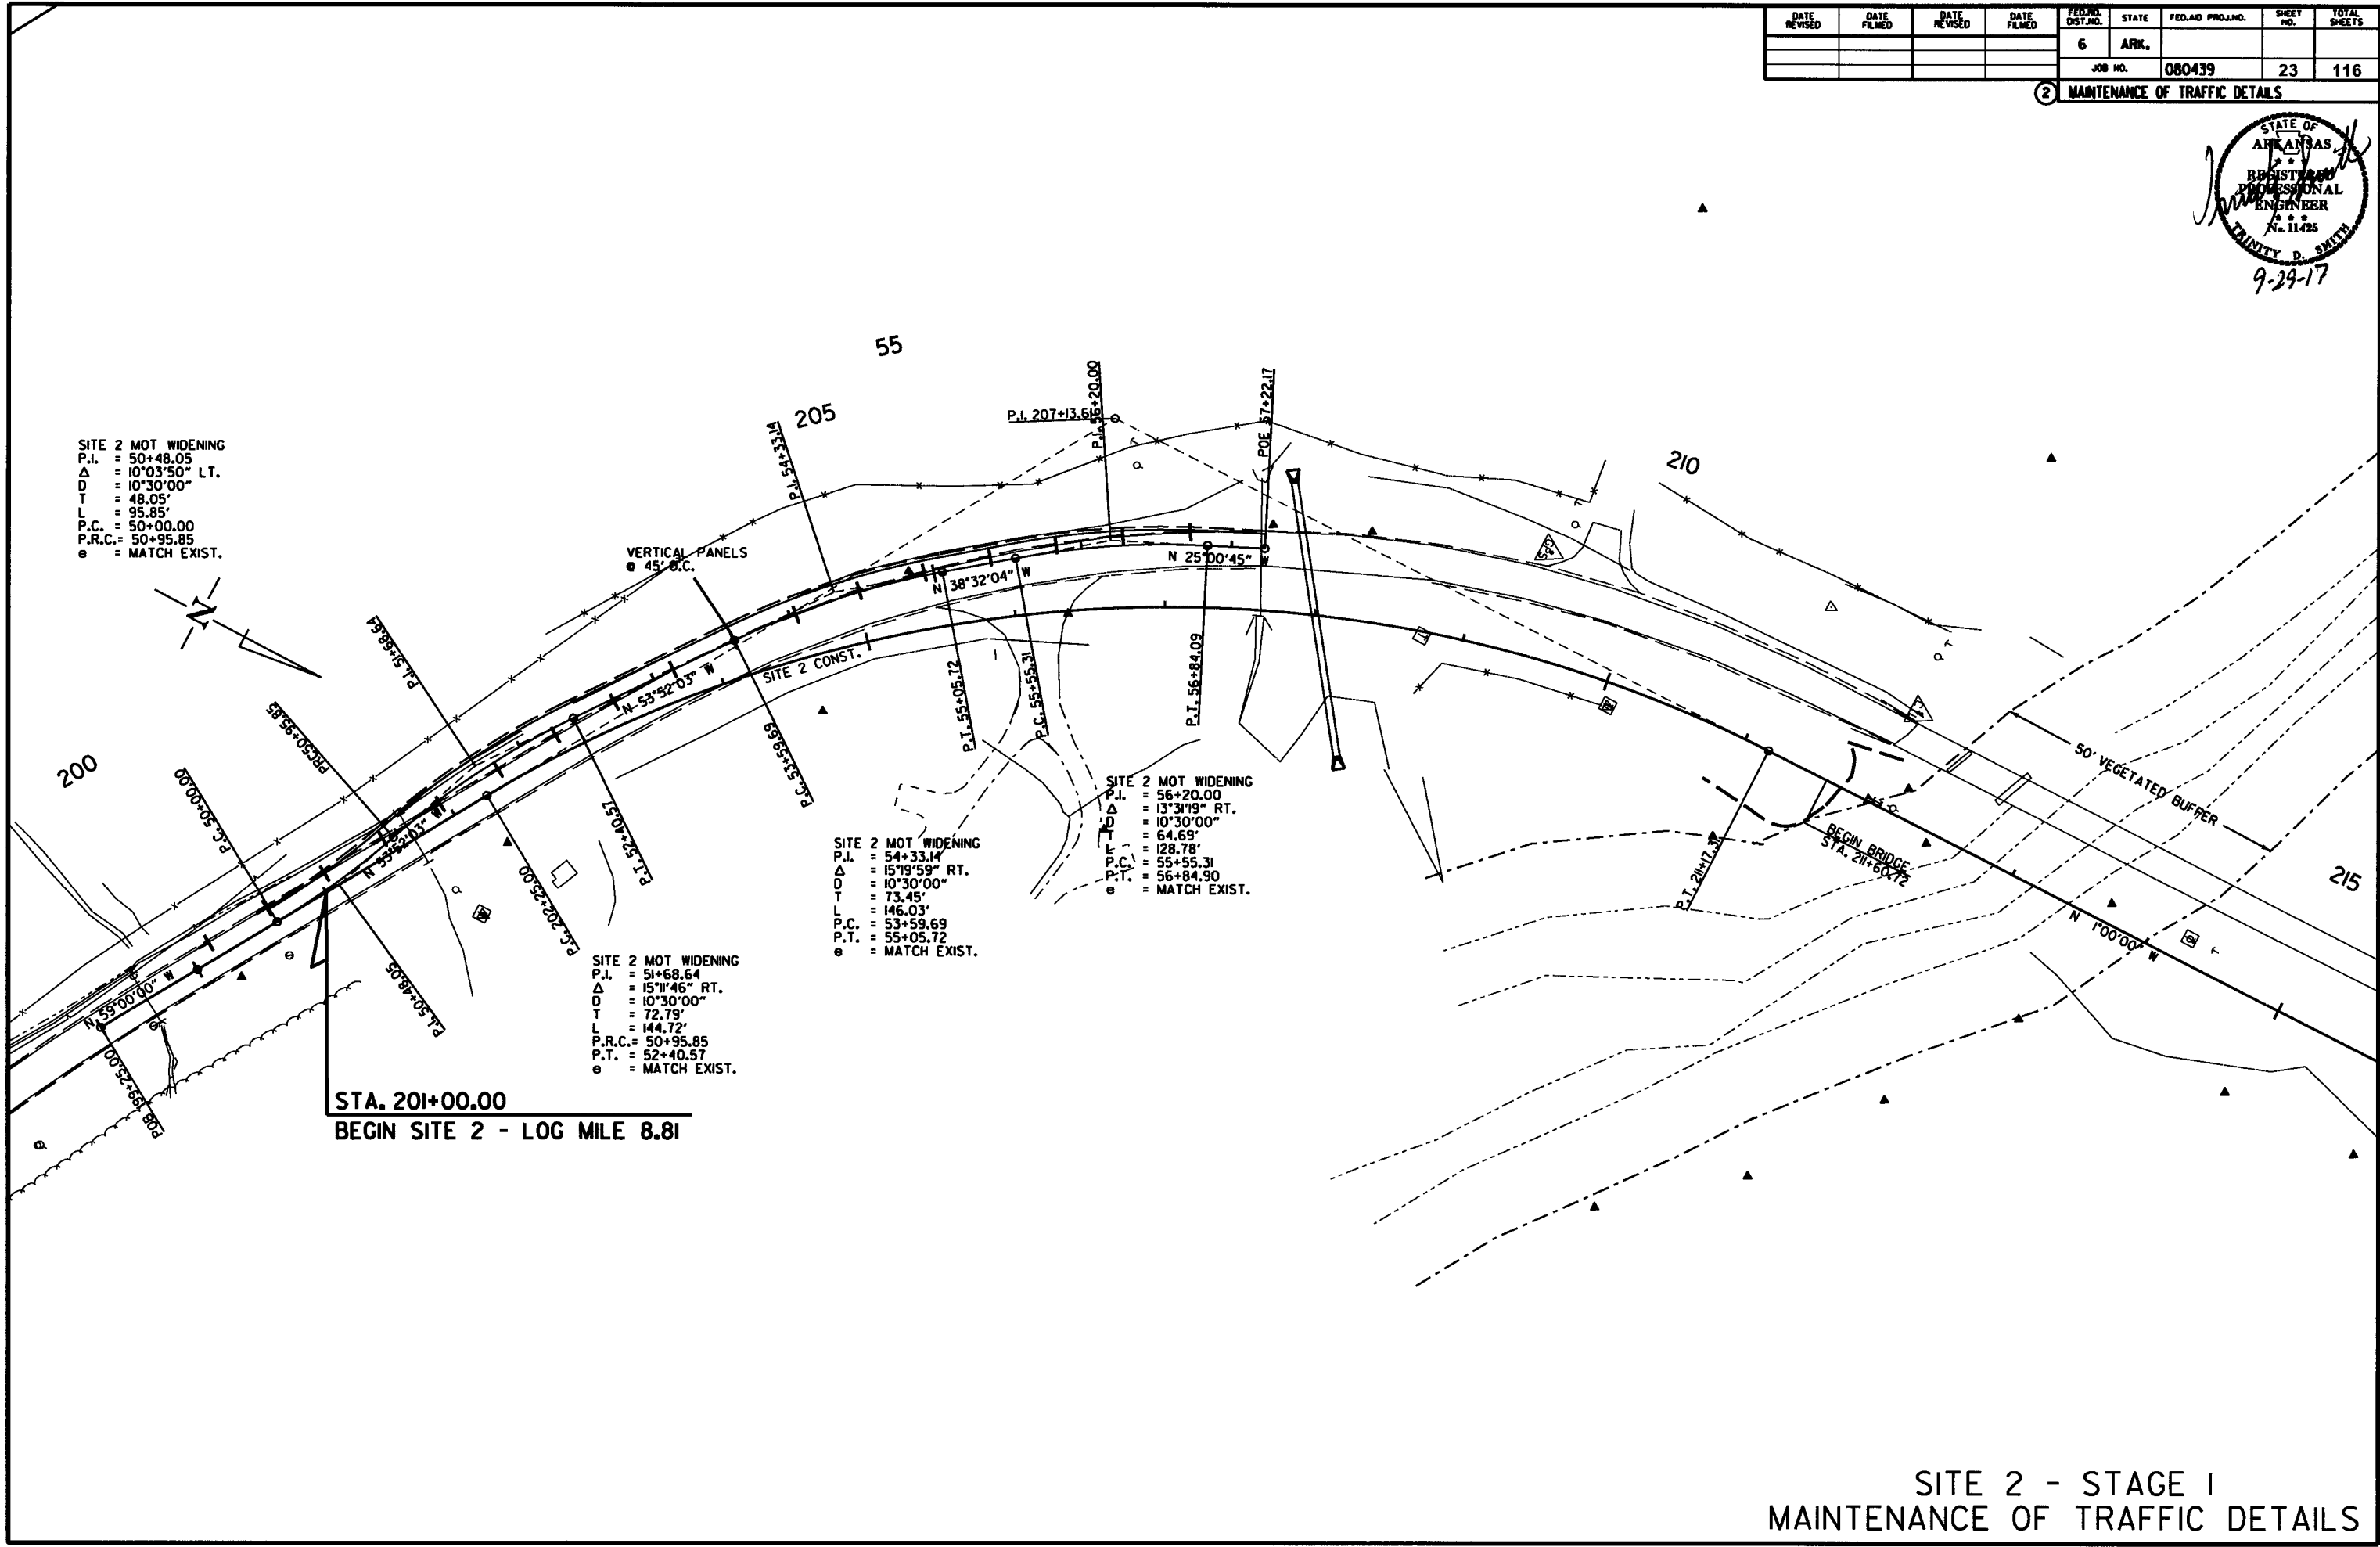 DATE REVISED
DATE FILMED
DATE REVISED
DATE FILMED
FED.RD. DIST.NO.
STATE
FED.AID PROJ.NO.
SHEET NO.
TOTAL SHEETS
6
ARK.
JOB NO.
080439
23
116
2
MAINTENANCE OF TRAFFIC DETAILS
STATE OF
ARKANSAS
REGISTERED
PROFESSIONAL
ENGINEER
No. 11425
TRINITY D. SMITH
9-29-17
55
205
210
200
215
SITE 2 MOT WIDENING
P.I. = 50+48.05
Δ = 10°03'50" LT.
D = 10°30'00"
T = 48.05'
L = 95.85'
P.C. = 50+00.00
P.R.C.= 50+95.85
e = MATCH EXIST.
VERTICAL PANELS
@ 45' O.C.
P.I. 54+33.14
P.I. 207+13.61
P.I. 56+20.00
POE 57+22.17
P.I. 51+68.64
PRC 50+95.85
P.C. 50+00.00
N 59°00'00" W
N 53°52'03" W
N 53°52'03" W
SITE 2 CONST.
N 38°32'04" W
N 25°00'45" W
P.T. 55+05.72
P.C. 55+55.31
P.T. 56+84.09
P.C. 53+59.69
P.T. 52+40.57
P.C. 202+25.00
P.I. 50+48.05
POB 199+25.00
P.T. 211+17.31
BEGIN BRIDGE
STA. 211+60.72
50' VEGETATED BUFFER
N 1°00'00" W
SITE 2 MOT WIDENING
P.I. = 56+20.00
Δ = 13°31'19" RT.
D = 10°30'00"
T = 64.69'
L = 128.78'
P.C. = 55+55.31
P.T. = 56+84.90
e = MATCH EXIST.
SITE 2 MOT WIDENING
P.I. = 54+33.14
Δ = 15°19'59" RT.
D = 10°30'00"
T = 73.45'
L = 146.03'
P.C. = 53+59.69
P.T. = 55+05.72
e = MATCH EXIST.
SITE 2 MOT WIDENING
P.I. = 51+68.64
Δ = 15°11'46" RT.
D = 10°30'00"
T = 72.79'
L = 144.72'
P.R.C.= 50+95.85
P.T. = 52+40.57
e = MATCH EXIST.
STA. 201+00.00
BEGIN SITE 2 - LOG MILE 8.81
SITE 2 - STAGE 1
MAINTENANCE OF TRAFFIC DETAILS